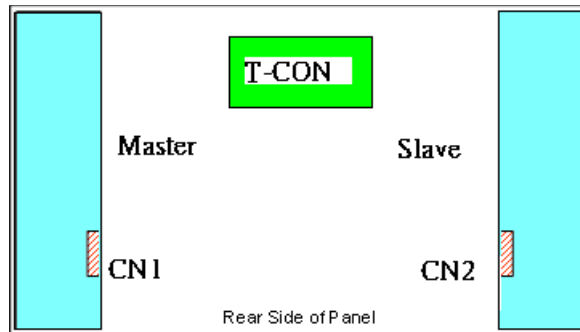 T-CON
Master
Slave
CN1
CN2
Rear Side of Panel